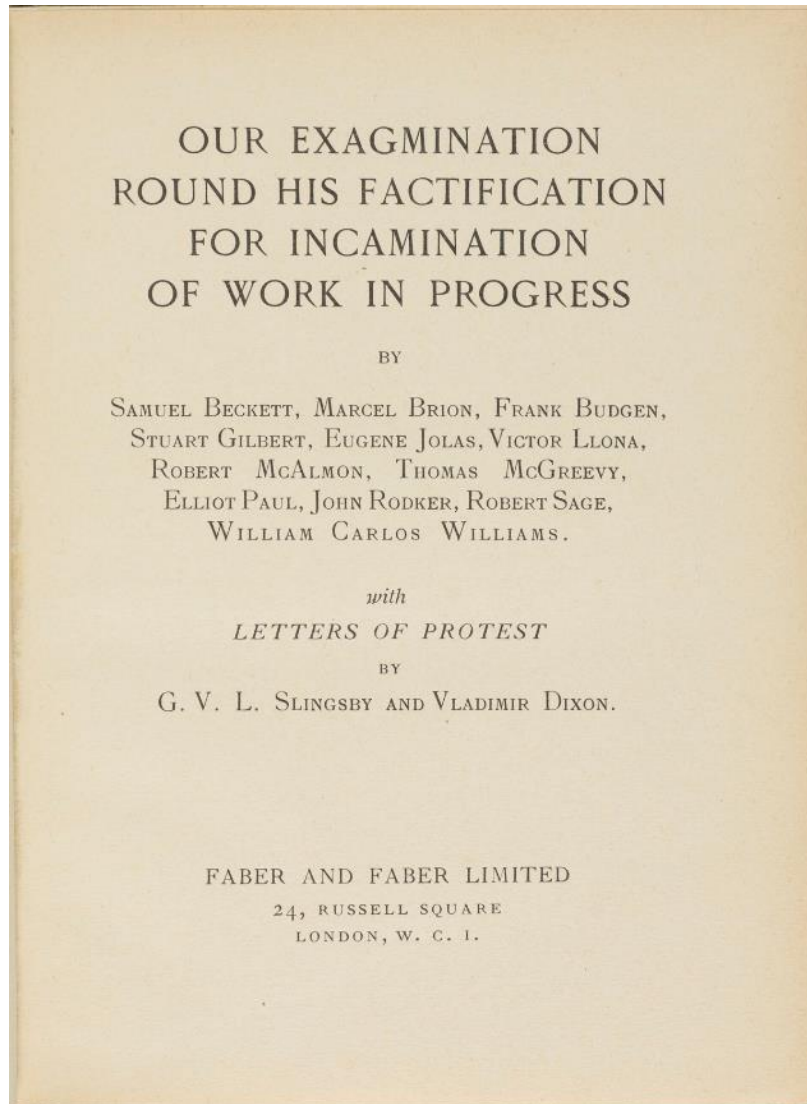 OUR EXAGMINATION
ROUND HIS FACTIFICATION
FOR INCAMINATION
OF WORK IN PROGRESS
BY
SAMUEL BECKETT, MARCEL BRION, FRANK BUDGEN,
STUART GILBERT, EUGENE JOLAS, VICTOR LLONA,
ROBERT MCALMON, THOMAS MCGREEVY,
ELLIOT PAUL, JOHN RODKER, ROBERT SAGE,
WILLIAM CARLOS WILLIAMS.
with
LETTERS OF PROTEST
BY
G. V. L. SLINGSBY AND VLADIMIR DIXON.
FABER AND FABER LIMITED
24, RUSSELL SQUARE
LONDON, W. C. 1.